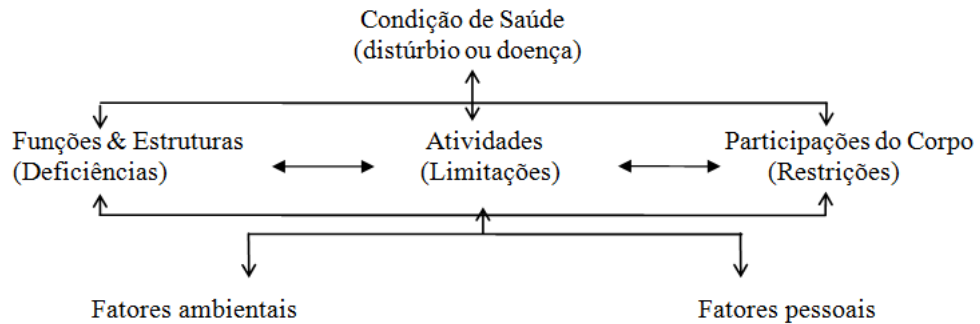 Condição de Saúde
(distúrbio ou doença)
Funções & Estruturas
(Deficiências)
Atividades
(Limitações)
Participações do Corpo
(Restrições)
Fatores ambientais
Fatores pessoais